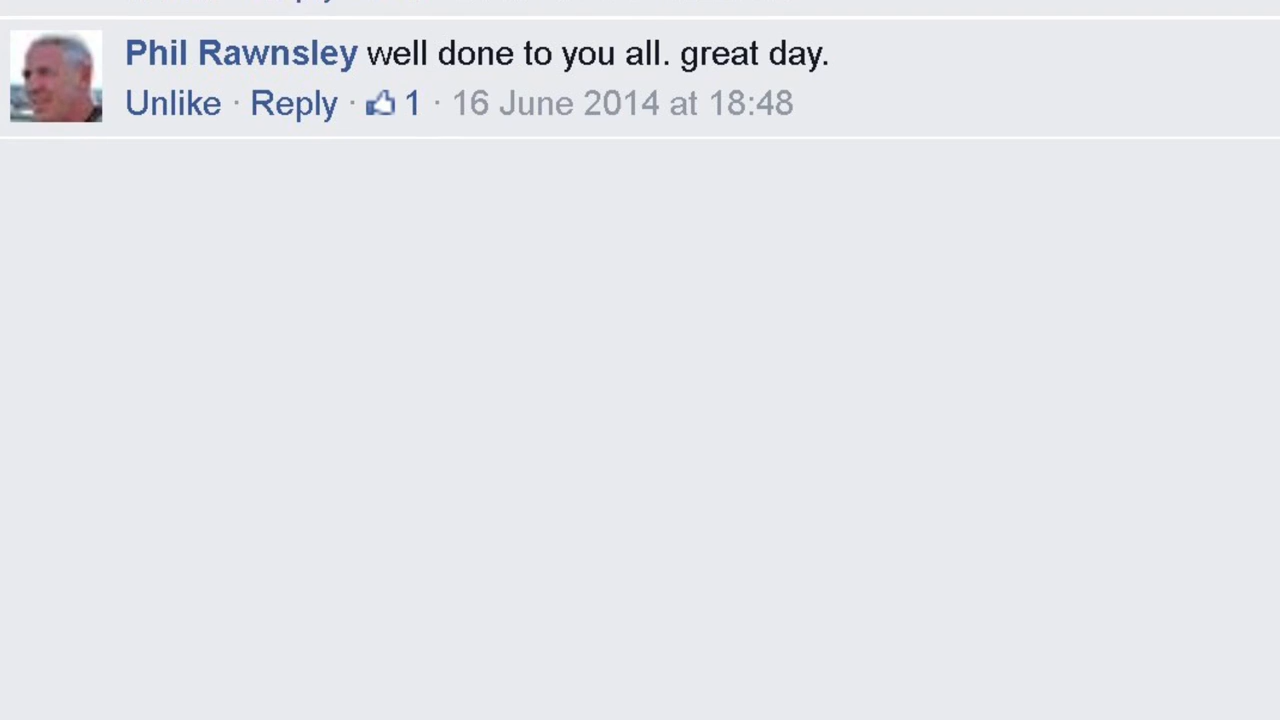 Phil Rawnsley well done to you all. great day.
Unlike · Reply · 1 · 16 June 2014 at 18:48